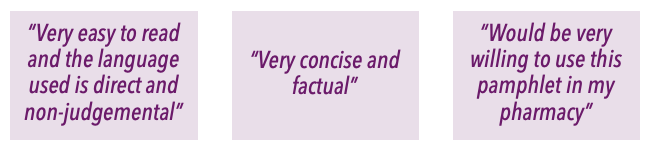 “Very easy to read
and the language
used is direct and
non-judgemental”
“Very concise and
factual”
“Would be very
willing to use this
pamphlet in my
pharmacy”